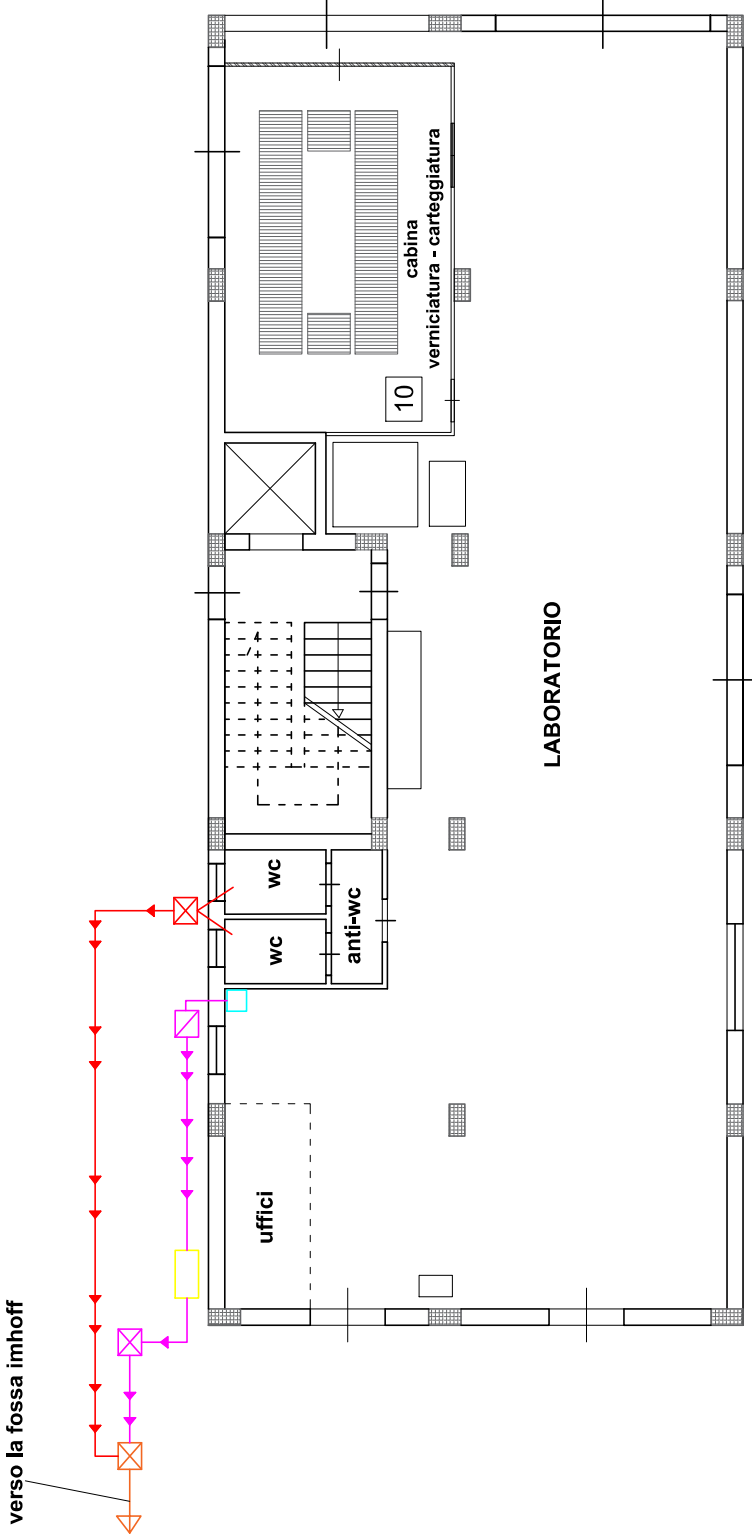 cabina
verniciatura - carteggiatura
10
LABORATORIO
wc
wc
anti-wc
uffici
verso la fossa imhoff